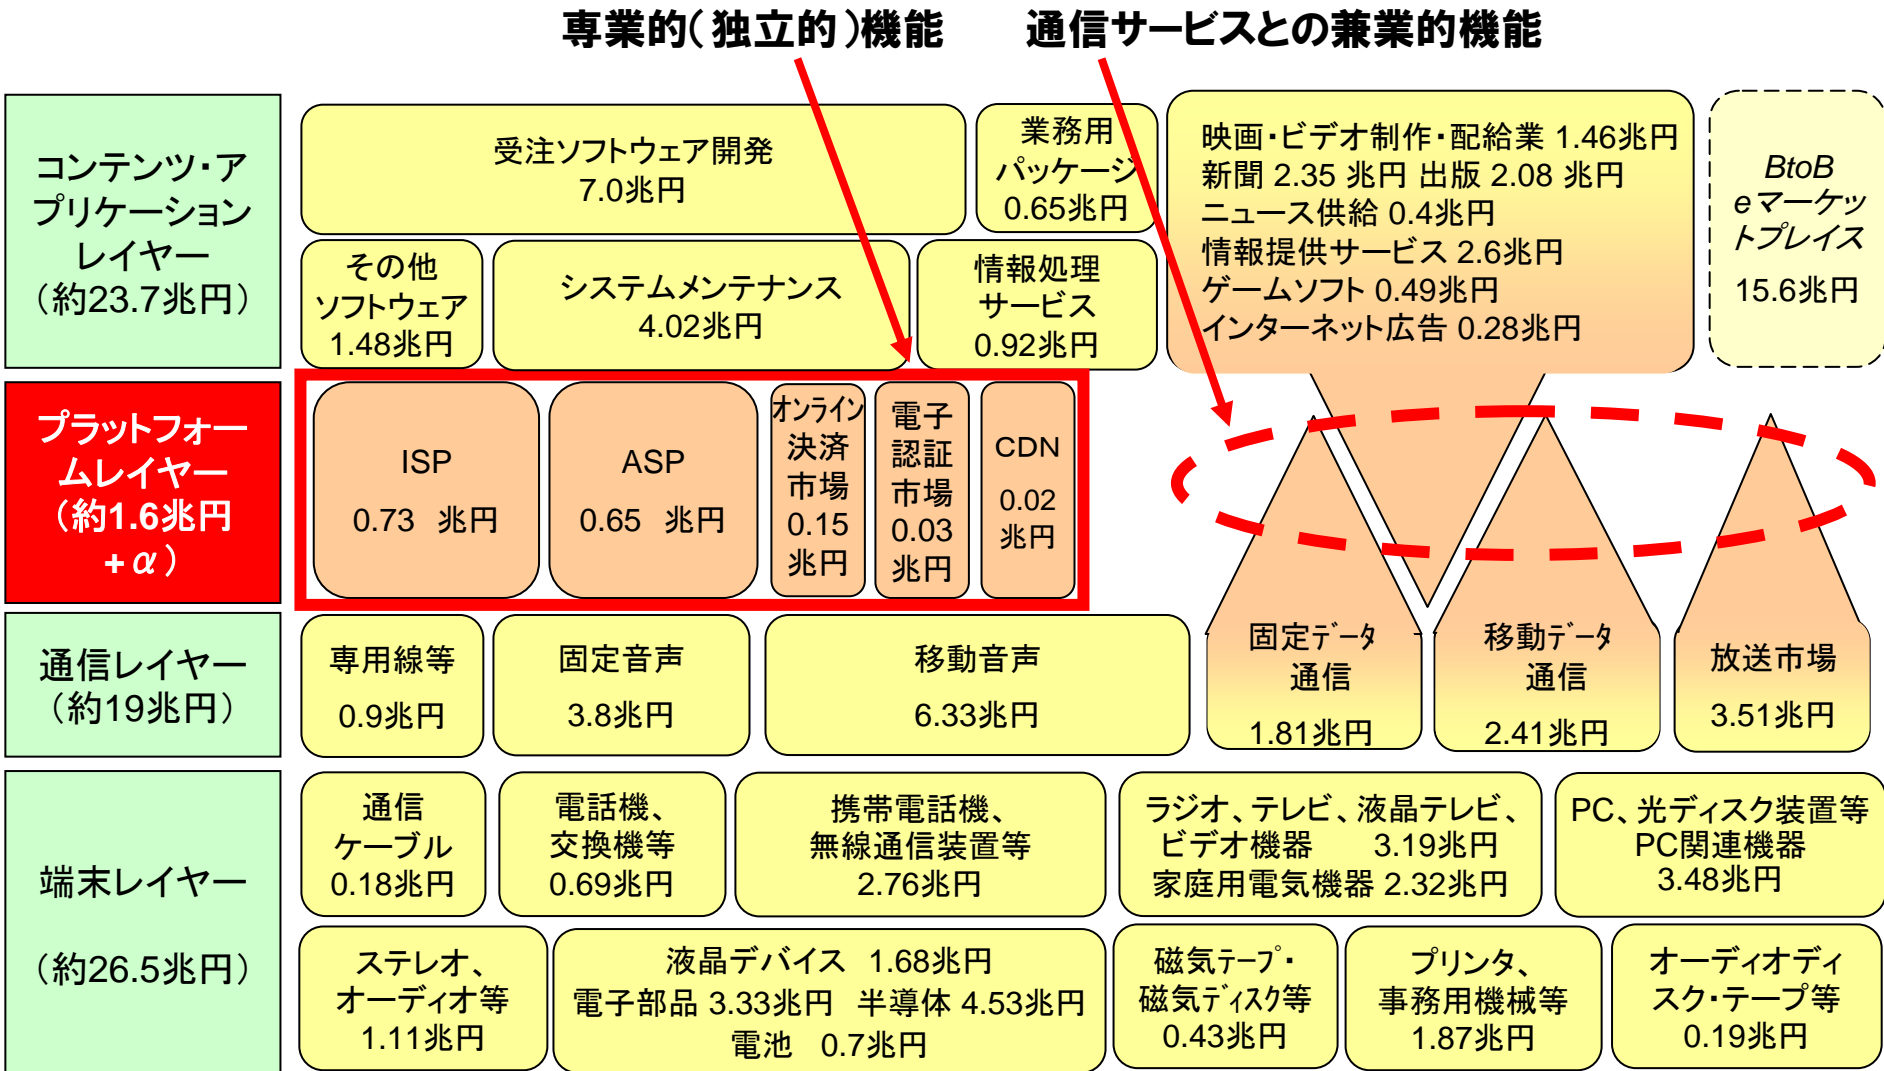 専業的(独立的)機能
通信サービスとの兼業的機能
コンテンツ・ア
プリケーション
レイヤー
（約23.7兆円）
受注ソフトウェア開発
7.0兆円
業務用
パッケージ
0.65兆円
その他
ソフトウェア
1.48兆円
システムメンテナンス
4.02兆円
情報処理
サービス
0.92兆円
映画・ビデオ制作・配給業 1.46兆円
新聞 2.35 兆円 出版 2.08 兆円
ニュース供給 0.4兆円
情報提供サービス 2.6兆円
ゲームソフト 0.49兆円
インターネット広告 0.28兆円
BtoB
eマーケッ
トプレイス
15.6兆円
プラットフォー
ムレイヤー
（約1.6兆円
+α）
ISP
0.73 兆円
ASP
0.65 兆円
オンライン
決済
市場
0.15
兆円
電子
認証
市場
0.03
兆円
CDN
0.02
兆円
通信レイヤー
（約19兆円）
専用線等
0.9兆円
固定音声
3.8兆円
移動音声
6.33兆円
固定データ
通信
1.81兆円
移動データ
通信
2.41兆円
放送市場
3.51兆円
端末レイヤー
（約26.5兆円）
通信
ケーブル
0.18兆円
電話機、
交換機等
0.69兆円
携帯電話機、
無線通信装置等
2.76兆円
ラジオ、テレビ、液晶テレビ、
ビデオ機器 3.19兆円
家庭用電気機器 2.32兆円
PC、光ディスク装置等
PC関連機器
3.48兆円
ステレオ、
オーディオ等
1.11兆円
液晶デバイス 1.68兆円
電子部品 3.33兆円 半導体 4.53兆円
電池 0.7兆円
磁気テープ・
磁気ディスク等
0.43兆円
プリンタ、
事務用機械等
1.87兆円
オーディオディ
スク・テープ等
0.19兆円